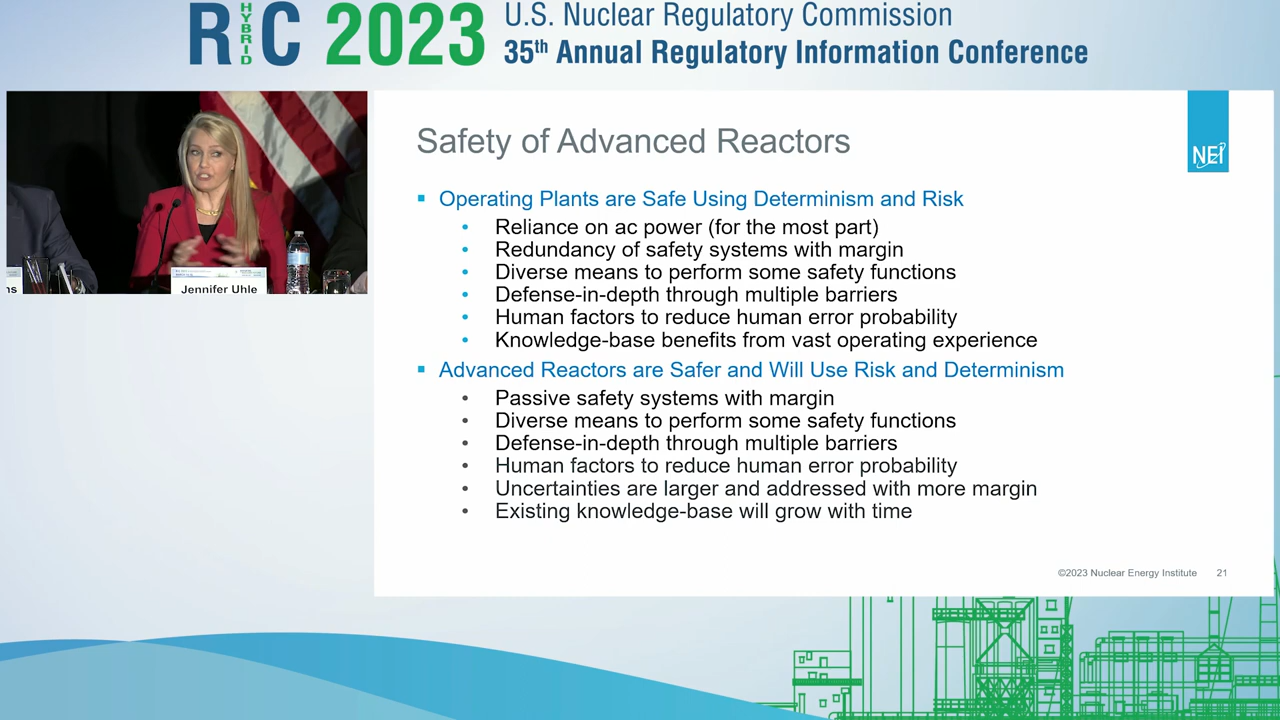 RIC 2023
HYBRID
U.S. Nuclear Regulatory Commission
35th Annual Regulatory Information Conference
NEI
Safety of Advanced Reactors
Operating Plants are Safe Using Determinism and Risk
Reliance on ac power (for the most part)
Redundancy of safety systems with margin
Diverse means to perform some safety functions
Defense-in-depth through multiple barriers
Human factors to reduce human error probability
Knowledge-base benefits from vast operating experience
Advanced Reactors are Safer and Will Use Risk and Determinism
Passive safety systems with margin
Diverse means to perform some safety functions
Defense-in-depth through multiple barriers
Human factors to reduce human error probability
Uncertainties are larger and addressed with more margin
Existing knowledge-base will grow with time
©2023 Nuclear Energy Institute 21
ns
Jennifer Uhle